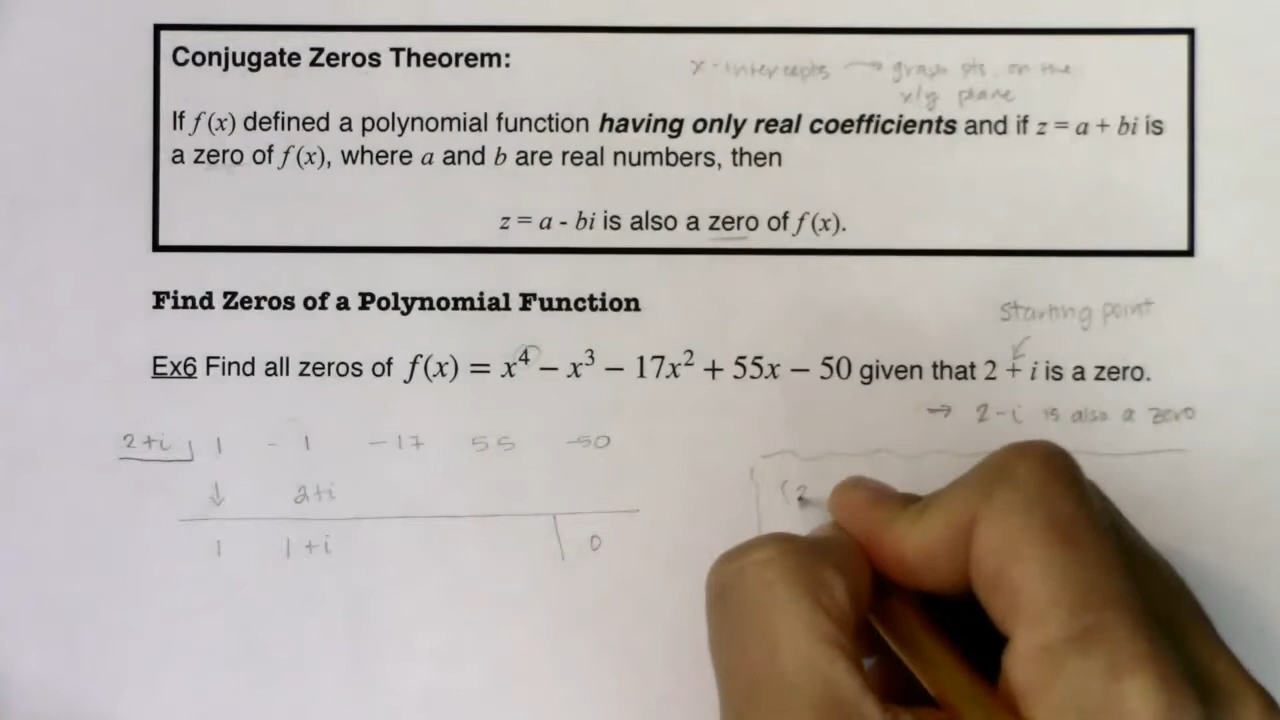 Conjugate Zeros Theorem:
x-intercepts → graph pts. on the
x/y plane
If f(x) defined a polynomial function having only real coefficients and if z = a + bi is
a zero of f(x), where a and b are real numbers, then
z = a - bi is also a zero of f(x).
Find Zeros of a Polynomial Function
starting point
Ex6 Find all zeros of f(x) = x⁴ − x³ − 17x² + 55x − 50 given that 2 + i is a zero.
→ 2-i is also a zero
2+i 1 - 1 -17 55 -50
↓ 2+i (2
1 1+i 0